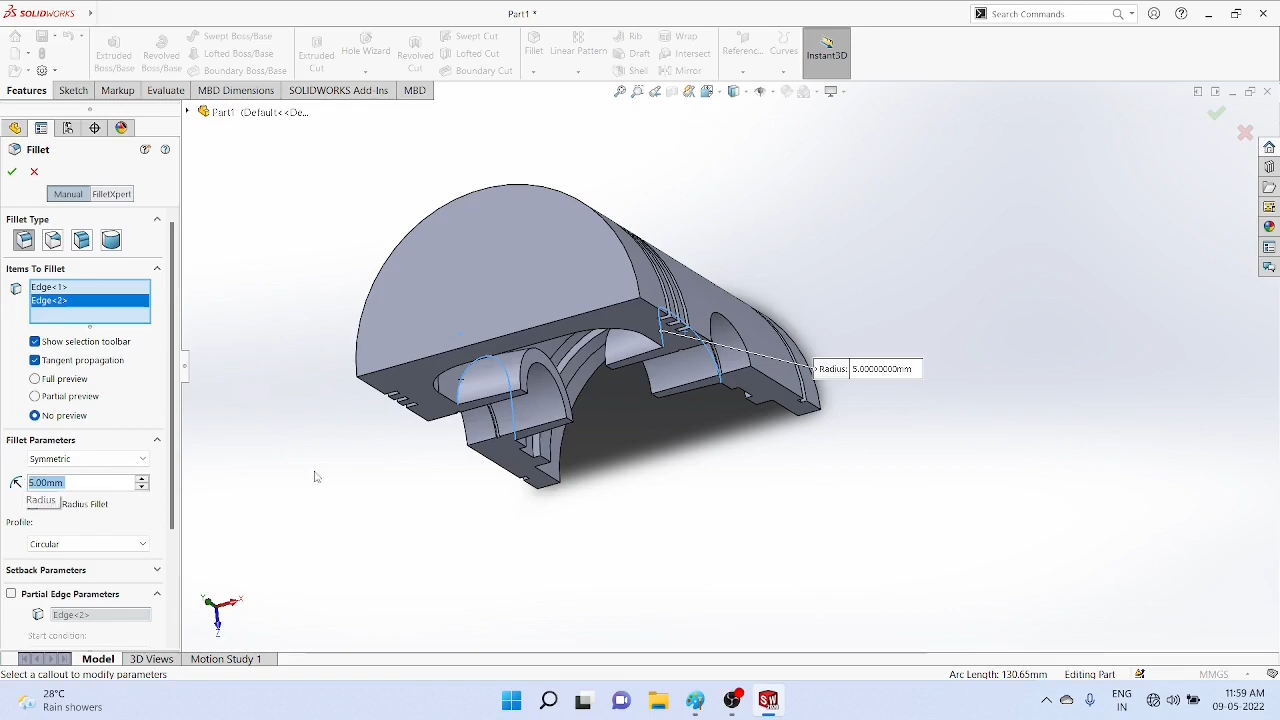 SOLIDWORKS
Part1 *
Search Commands
Extruded Boss/Base
Revolved Boss/Base
Swept Boss/Base
Lofted Boss/Base
Boundary Boss/Base
Extruded Cut
Hole Wizard
Revolved Cut
Swept Cut
Lofted Cut
Boundary Cut
Fillet
Linear Pattern
Rib
Draft
Shell
Wrap
Intersect
Mirror
Referenc...
Curves
Instant3D
Features
Sketch
Markup
Evaluate
MBD Dimensions
SOLIDWORKS Add-Ins
MBD
Part1 (Default<<De...
Fillet
Manual
FilletXpert
Fillet Type
Items To Fillet
Edge<1>
Edge<2>
Show selection toolbar
Tangent propagation
Full preview
Partial preview
No preview
Fillet Parameters
Symmetric
5.00mm
Radius
Radius Fillet
Profile:
Circular
Setback Parameters
Partial Edge Parameters
Edge<2>
Start condition:
Radius: 5.00000000mm
Y
X
Z
Model
3D Views
Motion Study 1
Select a callout to modify parameters
Arc Length: 130.65mm
Editing Part
MMGS
28°C
Rain showers
ENG
IN
11:59 AM
09-05-2022